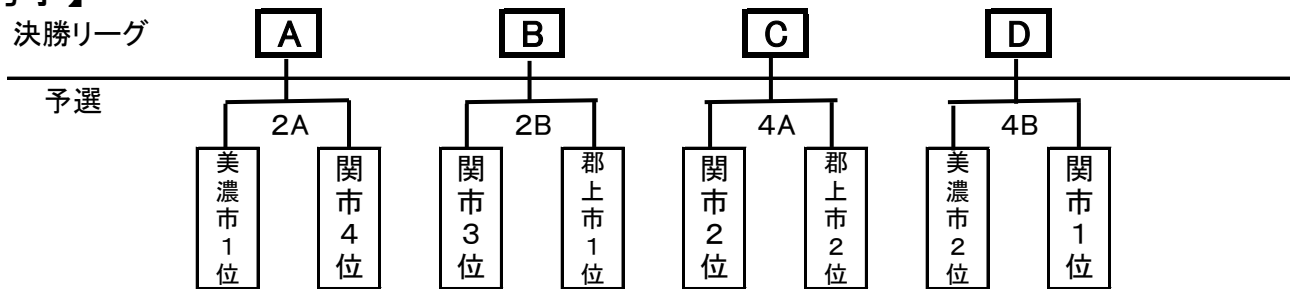 決勝リーグ
A
B
C
D
予選
2A
2B
4A
4B
美濃市1位
関市4位
関市3位
郡上市1位
関市2位
郡上市2位
美濃市2位
関市1位